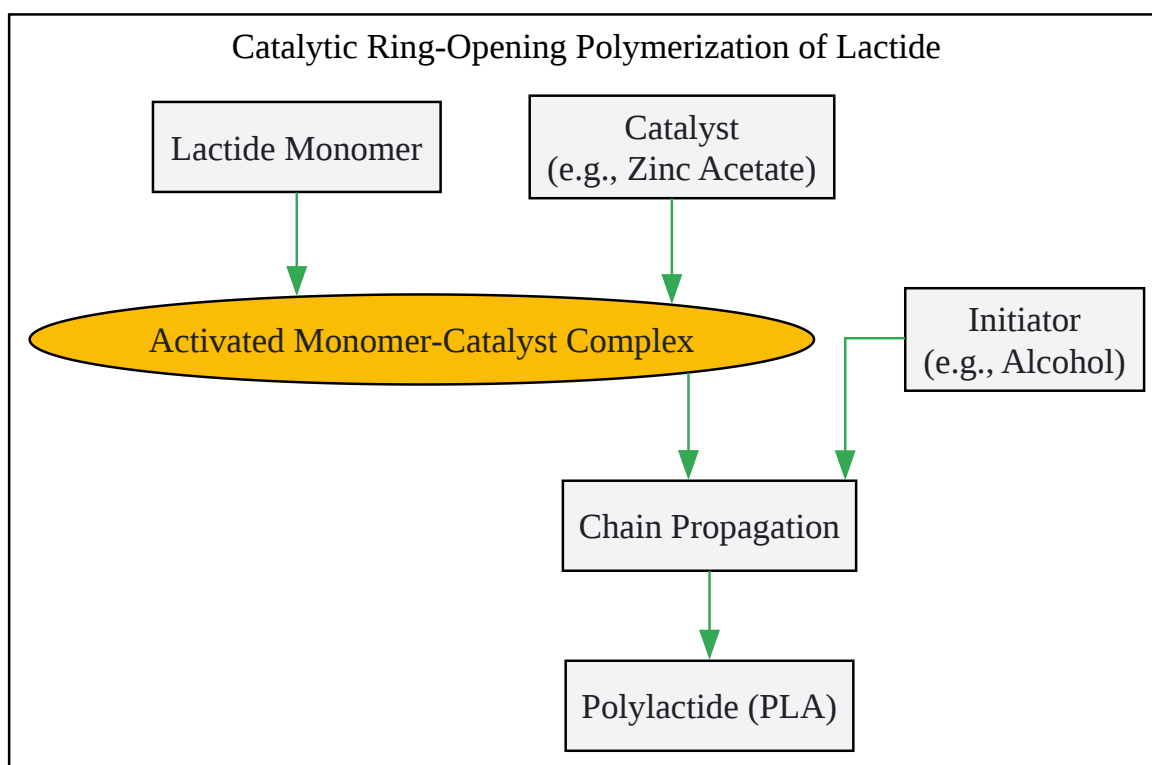 Catalytic Ring-Opening Polymerization of Lactide
Lactide Monomer
Catalyst
(e.g., Zinc Acetate)
Activated Monomer-Catalyst Complex
Initiator
(e.g., Alcohol)
Chain Propagation
Polylactide (PLA)